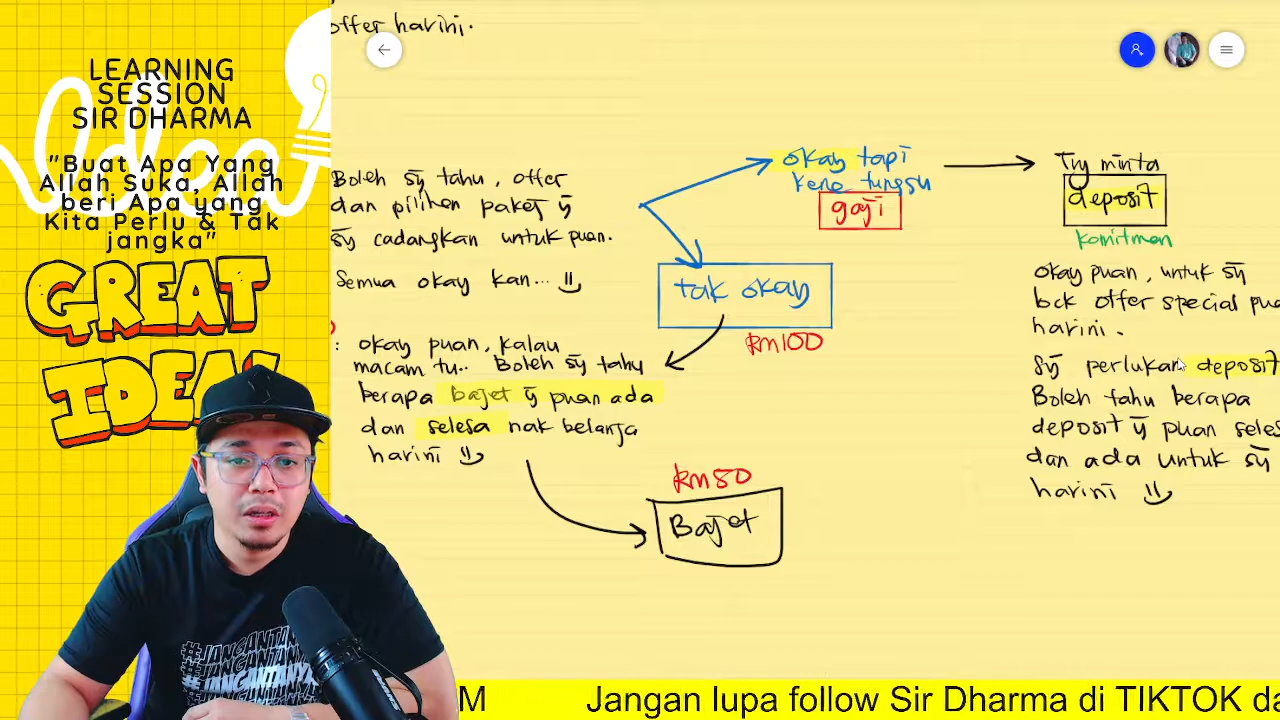 LEARNING
SESSION
SIR DHARMA
"Buat Apa Yang
Allah Suka, Allah
beri Apa yang
Kita Perlu & Tak
jangka"
GREAT
IDEA
offer harini.
Boleh sy tahu, offer
dan pilihan pakej y
sy cadangkan untuk puan.
Semua okay kan...
okay tapi
kena tunggu
gaji
tak okay
RM100
: okay puan, kalau
macam tu.. Boleh sy tahu
berapa bajet y puan ada
dan selesa nak belanja
harini
RM50
Bajet
Try minta
deposit
komitmen
okay puan, untuk sy
bck offer special pua
harini.
sy perlukan deposit
Boleh tahu berapa
deposit y puan seles
dan ada untuk sy
harini
#JANGANTAN
#JANGANTANY
M Jangan lupa follow Sir Dharma di TIKTOK da